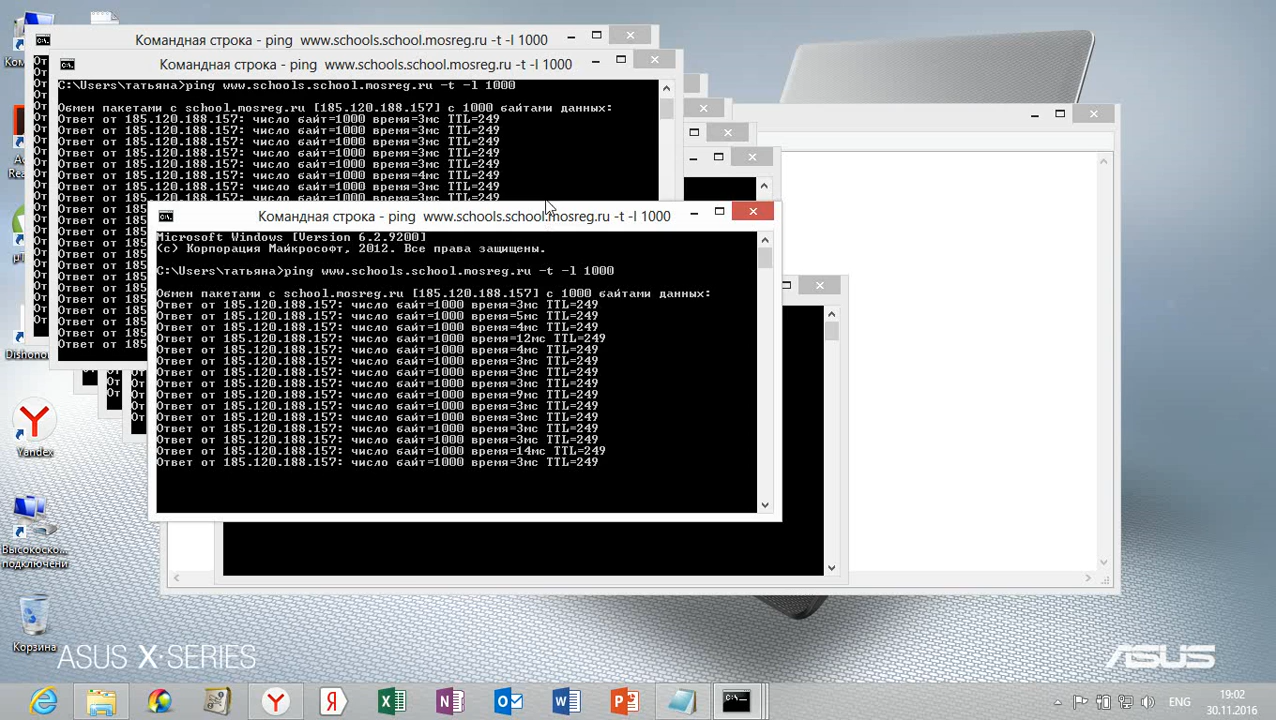 Командная строка - ping www.schools.school.mosreg.ru -t -l 1000
Командная строка - ping www.schools.school.mosreg.ru -t -l 1000
C:\Users\татьяна>ping www.schools.school.mosreg.ru -t -l 1000
Обмен пакетами с school.mosreg.ru [185.120.188.157] с 1000 байтами данных:
Ответ от 185.120.188.157: число байт=1000 время=3мс TTL=249
Ответ от 185.120.188.157: число байт=1000 время=3мс TTL=249
Ответ от 185.120.188.157: число байт=1000 время=3мс TTL=249
Ответ от 185.120.188.157: число байт=1000 время=3мс TTL=249
Ответ от 185.120.188.157: число байт=1000 время=3мс TTL=249
Ответ от 185.120.188.157: число байт=1000 время=4мс TTL=249
Ответ от 185.120.188.157: число байт=1000 время=3мс TTL=249
Ответ от 185.120.188.157: число байт=1000 время=3мс TTL=249
Командная строка - ping www.schools.school.mosreg.ru -t -l 1000
Microsoft Windows [Version 6.2.9200]
(c) Корпорация Майкрософт, 2012. Все права защищены.
C:\Users\татьяна>ping www.schools.school.mosreg.ru -t -l 1000
Обмен пакетами с school.mosreg.ru [185.120.188.157] с 1000 байтами данных:
Ответ от 185.120.188.157: число байт=1000 время=3мс TTL=249
Ответ от 185.120.188.157: число байт=1000 время=5мс TTL=249
Ответ от 185.120.188.157: число байт=1000 время=4мс TTL=249
Ответ от 185.120.188.157: число байт=1000 время=12мс TTL=249
Ответ от 185.120.188.157: число байт=1000 время=4мс TTL=249
Ответ от 185.120.188.157: число байт=1000 время=3мс TTL=249
Ответ от 185.120.188.157: число байт=1000 время=3мс TTL=249
Ответ от 185.120.188.157: число байт=1000 время=3мс TTL=249
Ответ от 185.120.188.157: число байт=1000 время=9мс TTL=249
Ответ от 185.120.188.157: число байт=1000 время=3мс TTL=249
Ответ от 185.120.188.157: число байт=1000 время=3мс TTL=249
Ответ от 185.120.188.157: число байт=1000 время=3мс TTL=249
Ответ от 185.120.188.157: число байт=1000 время=3мс TTL=249
Ответ от 185.120.188.157: число байт=1000 время=14мс TTL=249
Ответ от 185.120.188.157: число байт=1000 время=3мс TTL=249
Yandex
Высокоско...
подключени
Корзина
ASUS X-SERIES
ASUS
ENG
19:02
30.11.2016